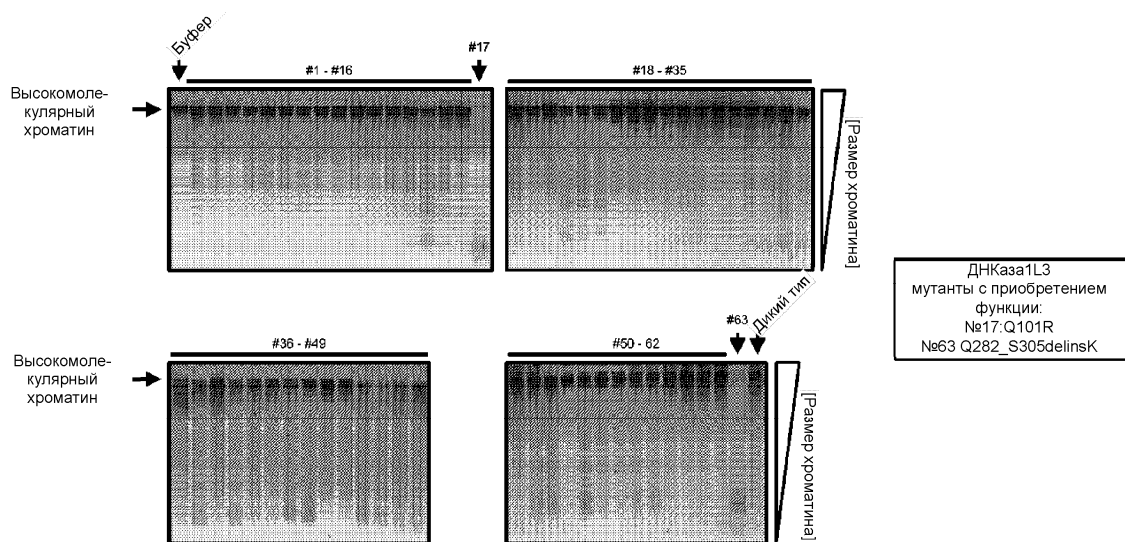 Буфер
#17
#1 - #16
#18 - #35
Высокомоле-
кулярный
хроматин
[Размер хроматина]
Дикий тип
#63
#36 - #49
#50 - 62
Высокомоле-
кулярный
хроматин
[Размер хроматина]
ДНКаза1L3
мутанты с приобретением
функции:
№17:Q101R
№63 Q282_S305delinsK